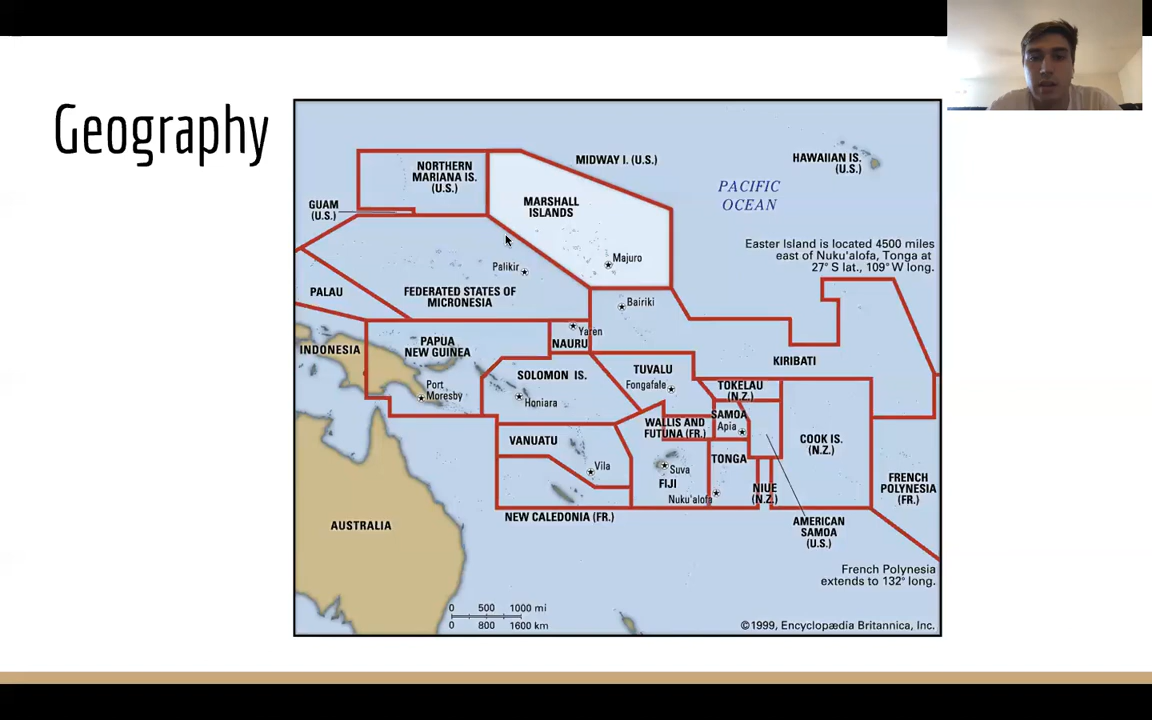 Geography
MIDWAY I. (U.S.)
HAWAIIAN IS.
(U.S.)
NORTHERN
MARIANA IS.
(U.S.)
PACIFIC
OCEAN
GUAM
(U.S.)
MARSHALL
ISLANDS
Easter Island is located 4500 miles
east of Nuku'alofa, Tonga at
27° S lat., 109° W long.
Majuro
Palikir
PALAU
FEDERATED STATES OF
MICRONESIA
Bairiki
Yaren
NAURU
INDONESIA
PAPUA
NEW GUINEA
KIRIBATI
Port
Moresby
SOLOMON IS.
Honiara
TUVALU
Fongafale
TOKELAU
(N.Z.)
SAMOA
Apia
WALLIS AND
FUTUNA (FR.)
VANUATU
Vila
COOK IS.
(N.Z.)
TONGA
Suva
FIJI
Nuku'alofa
NIUE
(N.Z.)
FRENCH
POLYNESIA
(FR.)
NEW CALEDONIA (FR.)
AUSTRALIA
AMERICAN
SAMOA
(U.S.)
French Polynesia
extends to 132° long.
0 500 1000 mi
0 800 1600 km
©1999, Encyclopædia Britannica, Inc.